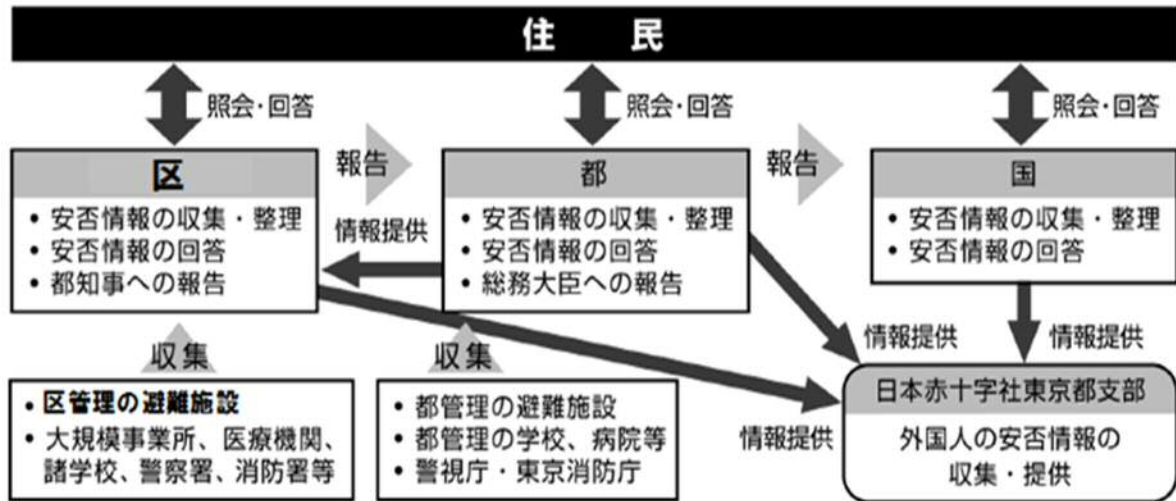 住 民
照会・回答
照会・回答
照会・回答
区
• 安否情報の収集・整理
• 安否情報の回答
• 都知事への報告
報告
情報提供
都
• 安否情報の収集・整理
• 安否情報の回答
• 総務大臣への報告
報告
国
• 安否情報の収集・整理
• 安否情報の回答
収集
• 区管理の避難施設
• 大規模事業所、医療機関、
諸学校、警察署、消防署等
収集
• 都管理の避難施設
• 都管理の学校、病院等
• 警視庁・東京消防庁
情報提供
情報提供
情報提供
日本赤十字社東京都支部
外国人の安否情報の
収集・提供